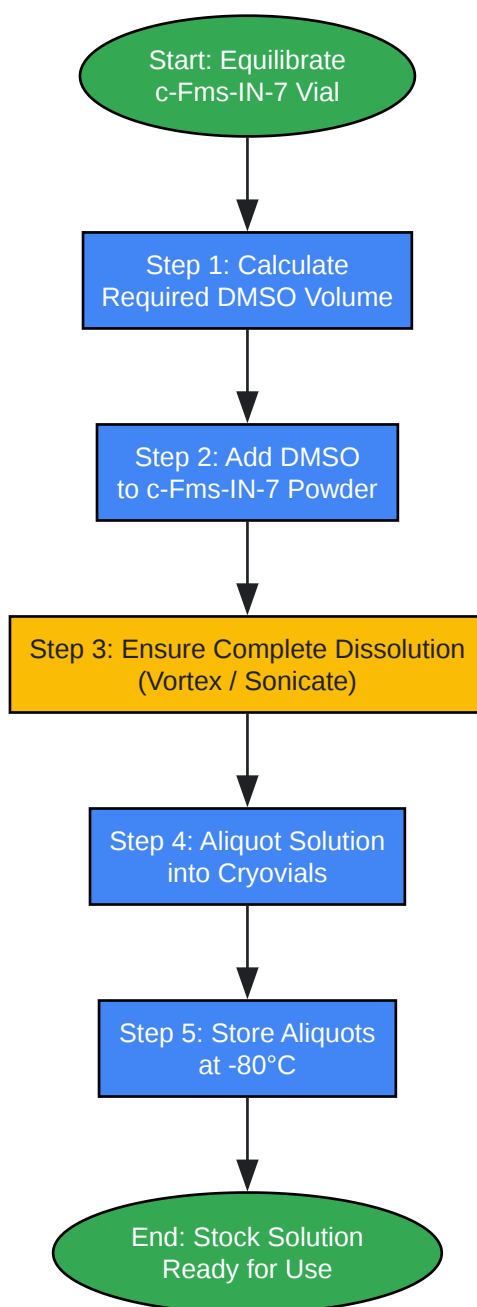 Start: Equilibrate
c-Fms-IN-7 Vial
Step 1: Calculate
Required DMSO Volume
Step 2: Add DMSO
to c-Fms-IN-7 Powder
Step 3: Ensure Complete Dissolution
(Vortex / Sonicate)
Step 4: Aliquot Solution
into Cryovials
Step 5: Store Aliquots
at -80°C
End: Stock Solution
Ready for Use